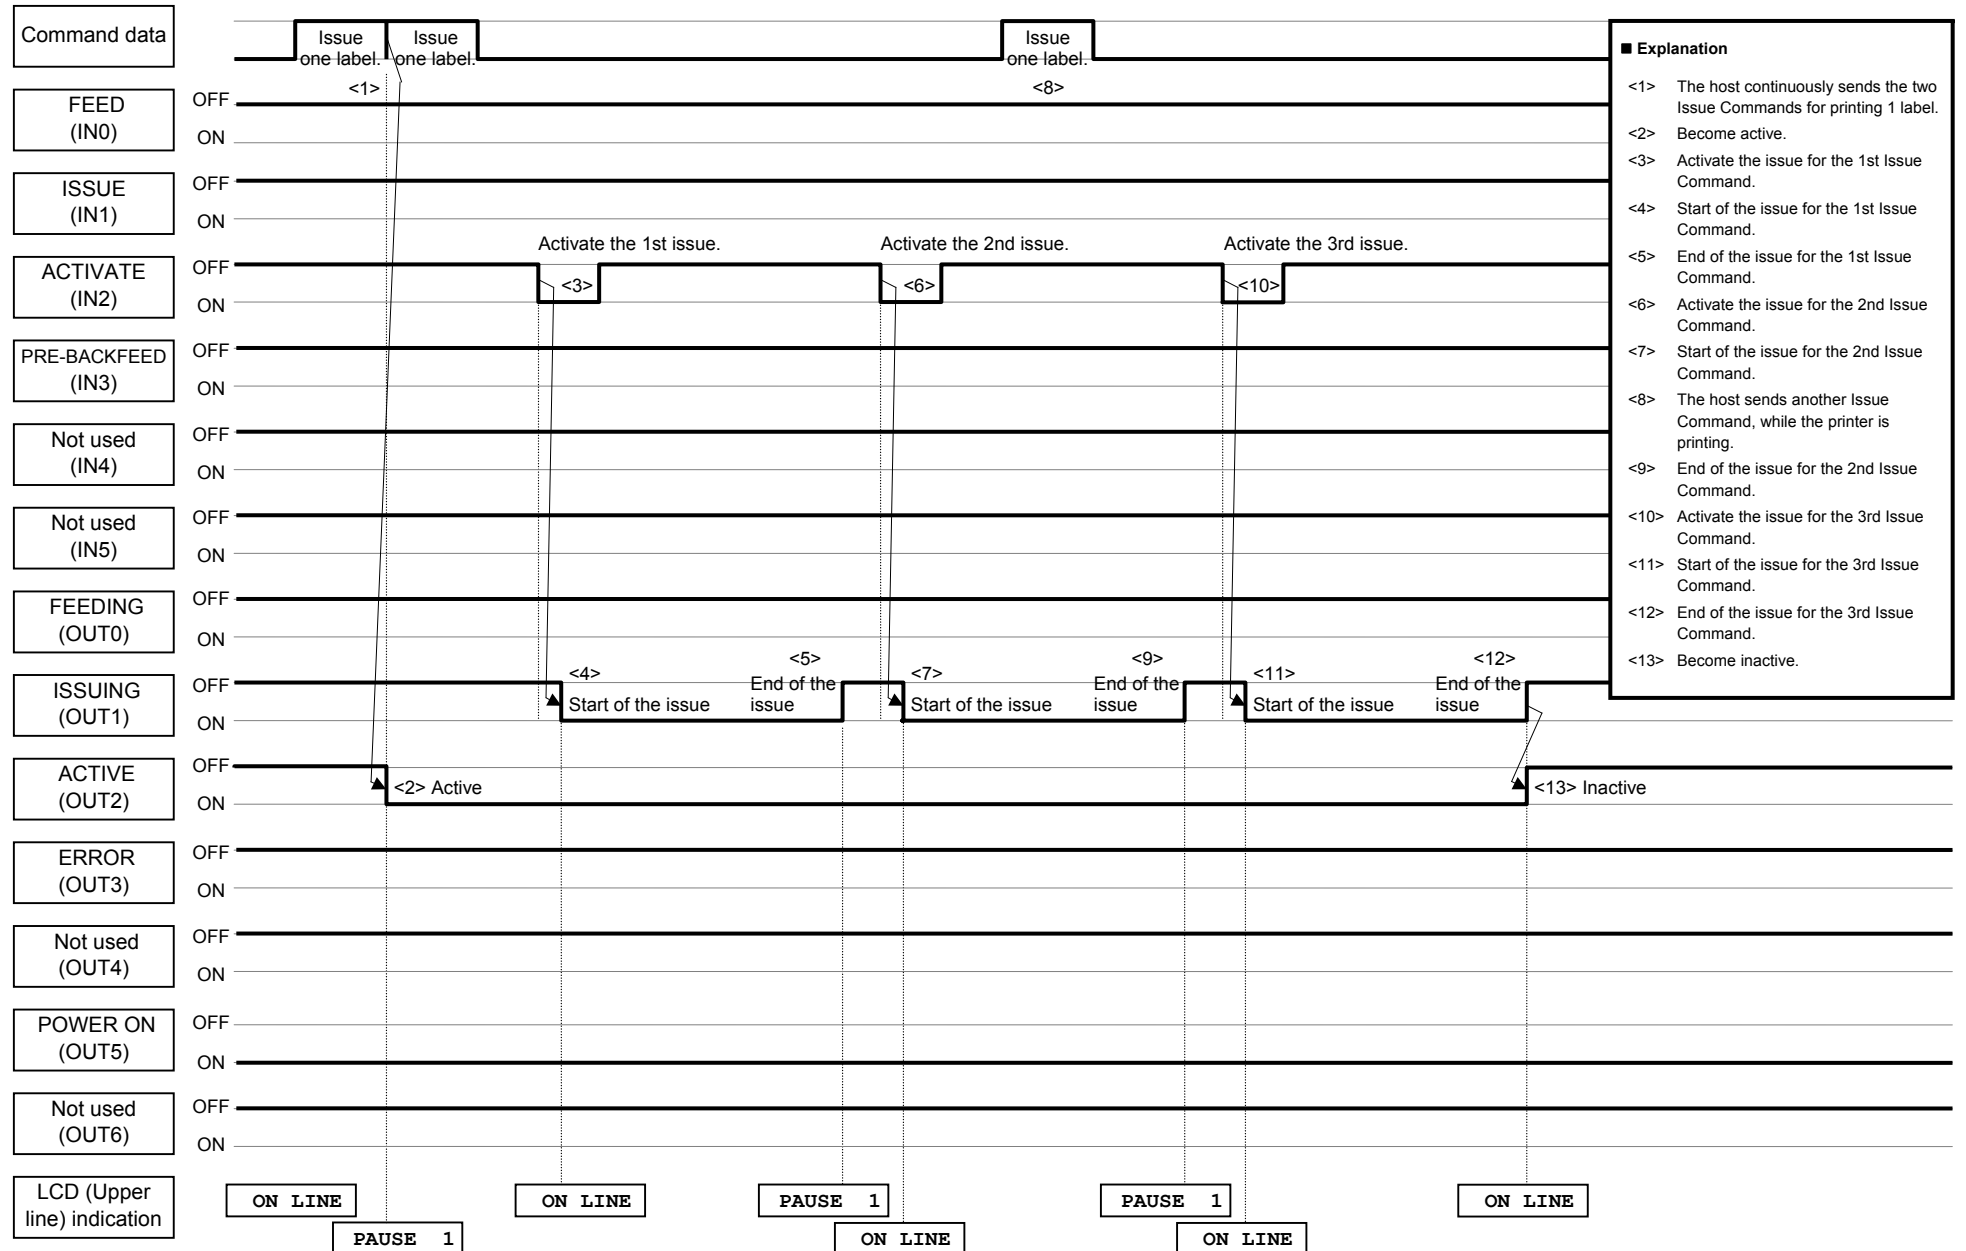 Command data
Issue
one label.
Issue
one label.
Issue
one label.
<1>
<8>
FEED
(IN0)
OFF
ON
ISSUE
(IN1)
OFF
ON
Activate the 1st issue.
Activate the 2nd issue.
Activate the 3rd issue.
ACTIVATE
(IN2)
OFF
ON
<3>
<6>
<10>
PRE-BACKFEED
(IN3)
OFF
ON
Not used
(IN4)
OFF
ON
Not used
(IN5)
OFF
ON
FEEDING
(OUT0)
OFF
ON
ISSUING
(OUT1)
OFF
ON
<4>
Start of the issue
<5>
End of the
issue
<7>
Start of the issue
<9>
End of the
issue
<11>
Start of the issue
<12>
End of the
issue
ACTIVE
(OUT2)
OFF
ON
<2> Active
<13> Inactive
ERROR
(OUT3)
OFF
ON
Not used
(OUT4)
OFF
ON
POWER ON
(OUT5)
OFF
ON
Not used
(OUT6)
OFF
ON
LCD (Upper
line) indication
ON LINE
PAUSE 1
ON LINE
PAUSE 1
ON LINE
PAUSE 1
ON LINE
ON LINE
■ Explanation
<1> The host continuously sends the two
Issue Commands for printing 1 label.
<2> Become active.
<3> Activate the issue for the 1st Issue
Command.
<4> Start of the issue for the 1st Issue
Command.
<5> End of the issue for the 1st Issue
Command.
<6> Activate the issue for the 2nd Issue
Command.
<7> Start of the issue for the 2nd Issue
Command.
<8> The host sends another Issue
Command, while the printer is
printing.
<9> End of the issue for the 2nd Issue
Command.
<10> Activate the issue for the 3rd Issue
Command.
<11> Start of the issue for the 3rd Issue
Command.
<12> End of the issue for the 3rd Issue
Command.
<13> Become inactive.